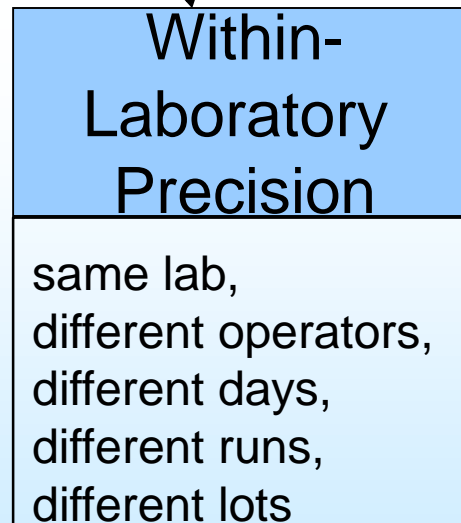 Within-
Laboratory
Precision
same lab,
different operators,
different days,
different runs,
different lots